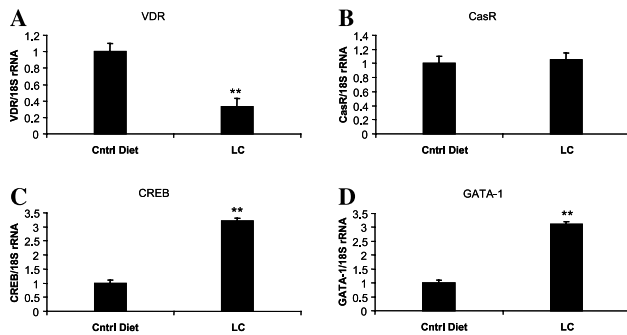 A
VDR
VDR/18S rRNA
1.2
1
0.8
0.6
0.4
0.2
0
**
Cntrl Diet
LC
B
CasR
CasR/18S rRNA
1.4
1.2
1
0.8
0.6
0.4
0.2
0
Cntrl Diet
LC
C
CREB
CREB/18S rRNA
3.5
3
2.5
2
1.5
1
0.5
0
**
Cntrl Diet
LC
D
GATA-1
GATA-1/18S rRNA
3.5
3
2.5
2
1.5
1
0.5
0
**
Cntrl Diet
LC